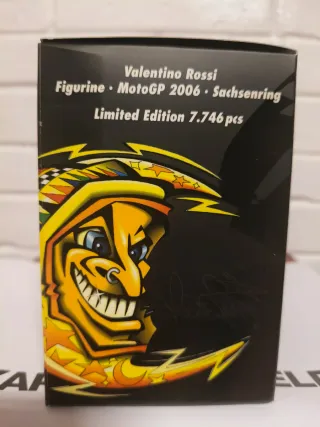 Valentino Rossi
Figurine · MotoGP 2006 · Sachsenring
Limited Edition 7.746 pcs